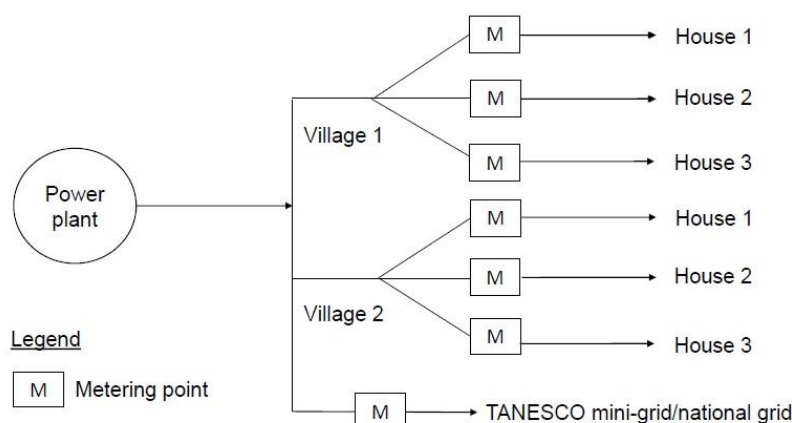 M
House 1
M
House 2
Village 1
M
House 3
Power
plant
M
House 1
M
House 2
Village 2
M
House 3
Legend
M
Metering point
M
TANESCO mini-grid/national grid